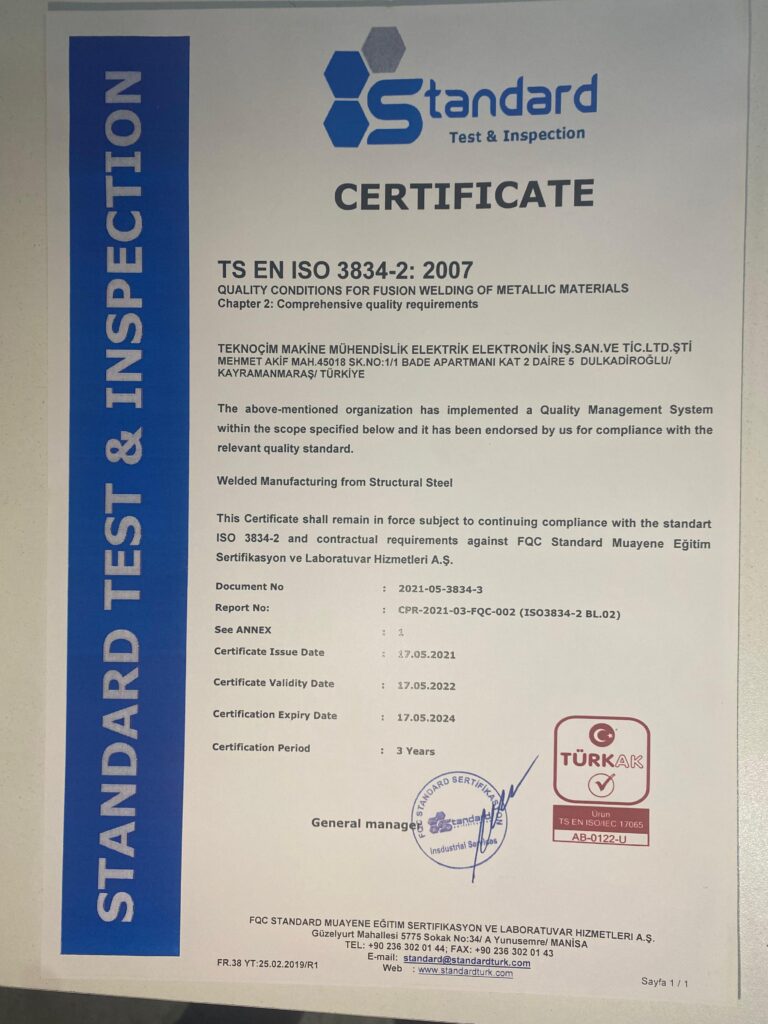 STANDARD TEST & INSPECTION
Standard
Test & Inspection
CERTIFICATE
TS EN ISO 3834-2: 2007
QUALITY CONDITIONS FOR FUSION WELDING OF METALLIC MATERIALS
Chapter 2: Comprehensive quality requirements
TEKNOÇİM MAKİNE MÜHENDİSLİK ELEKTRİK ELEKTRONİK İNŞ.SAN.VE TİC.LTD.ŞTİ
MEHMET AKİF MAH.45018 SK.NO:1/1 BADE APARTMANI KAT 2 DAİRE 5 DULKADİROĞLU/
KAYRAMANMARAŞ/ TÜRKİYE
The above-mentioned organization has implemented a Quality Management System
within the scope specified below and it has been endorsed by us for compliance with the
relevant quality standard.
Welded Manufacturing from Structural Steel
This Certificate shall remain in force subject to continuing compliance with the standart
ISO 3834-2 and contractual requirements against FQC Standard Muayene Eğitim
Sertifikasyon ve Laboratuvar Hizmetleri A.Ş.
Document No : 2021-05-3834-3
Report No: : CPR-2021-03-FQC-002 (ISO3834-2 BL.02)
See ANNEX : 1
Certificate Issue Date : 17.05.2021
Certificate Validity Date : 17.05.2022
Certification Expiry Date : 17.05.2024
Certification Period : 3 Years
TÜRKAK
Ürün
TS EN ISO/IEC 17065
AB-0122-U
General manager
FQC STANDARD SERTİFİKASYON
Standard
Insdustrial Services
FQC STANDARD MUAYENE EĞİTİM SERTİFİKASYON VE LABORATUVAR HİZMETLERİ A.Ş.
Güzelyurt Mahallesi 5775 Sokak No:34/ A Yunusemre/ MANİSA
TEL: +90 236 302 01 44; FAX: +90 236 302 01 43
E-mail: standard@standardturk.com
Web : www.standardturk.com
FR.38 YT:25.02.2019/R1
Sayfa 1 / 1